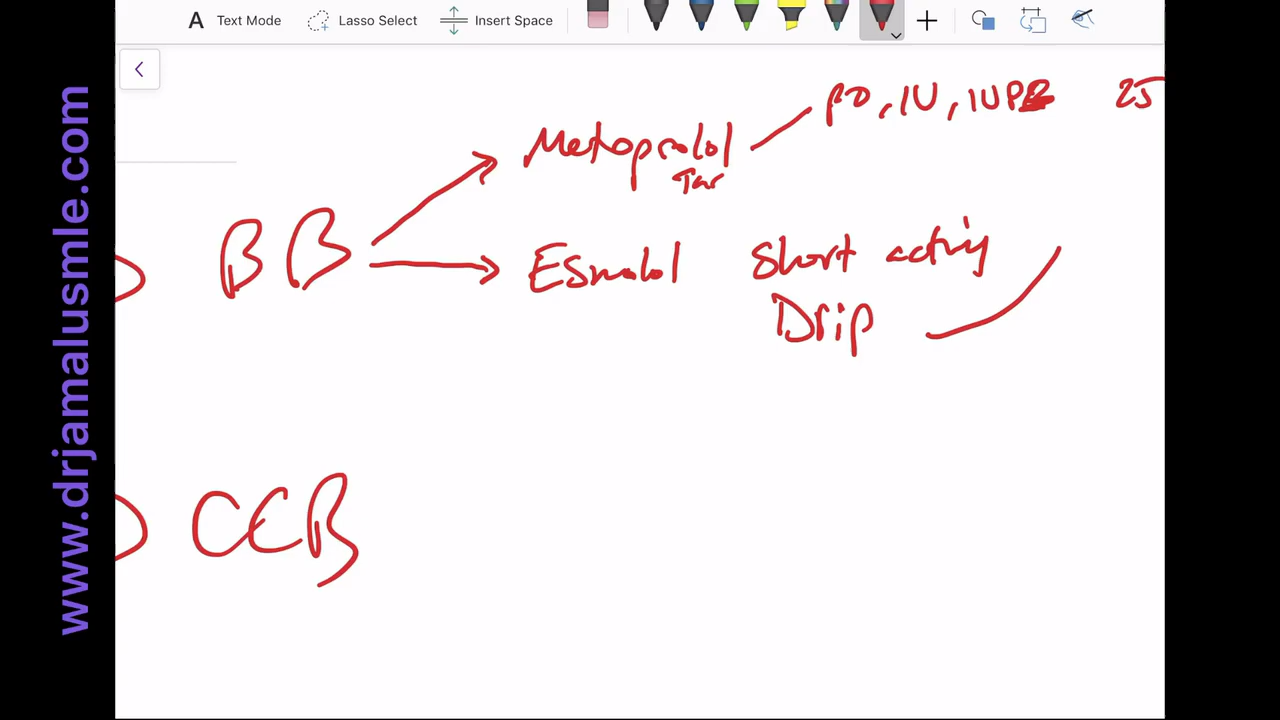 A Text Mode Lasso Select Insert Space
www.drjamalusmle.com
PO, IV, IVP 25
Metoprolol
Tar
BB
Esmolol Short acting
Drip
CCB